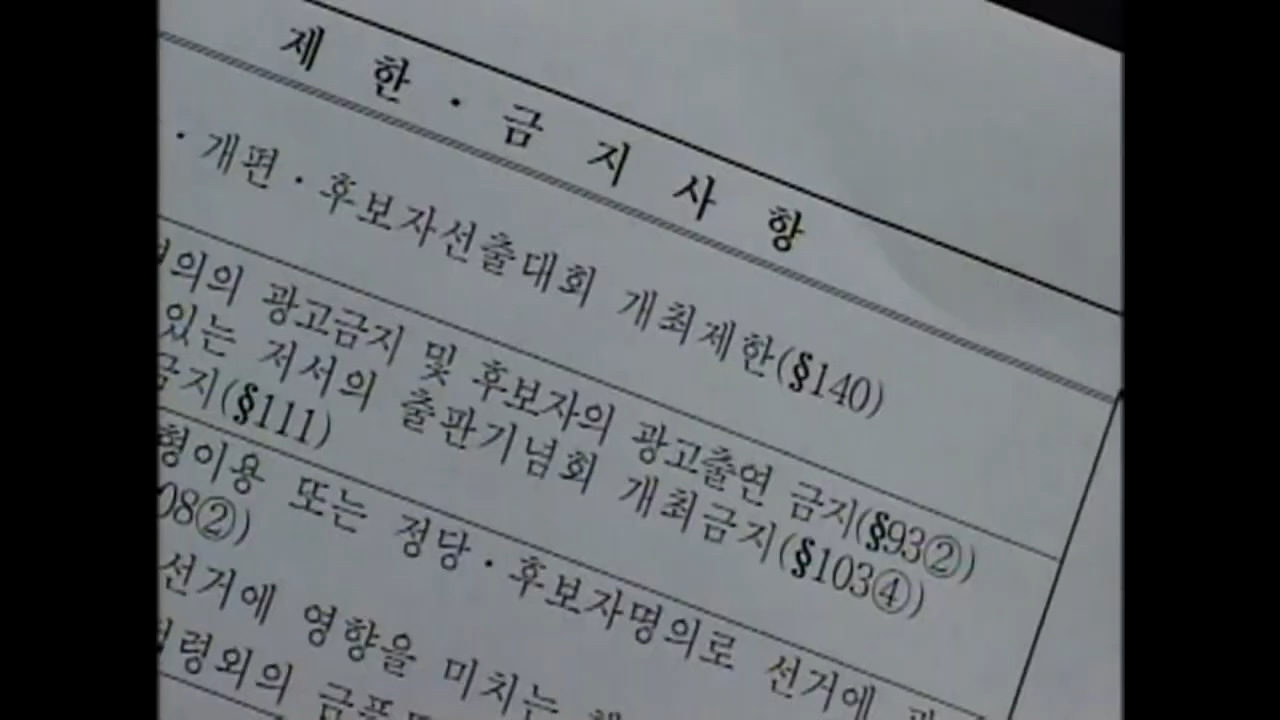 제 한 · 금 지 사 항
· 개편 · 후보자선출대회 개최제한(§140)
의의 광고금지 및 후보자의 광고출연 금지(§93②)
있는 저서의 출판기념회 개최금지(§103④)
금지(§111)
형이용 또는 정당 · 후보자명의로 선거에
08②)
선거에 영향을 미치는
령외의